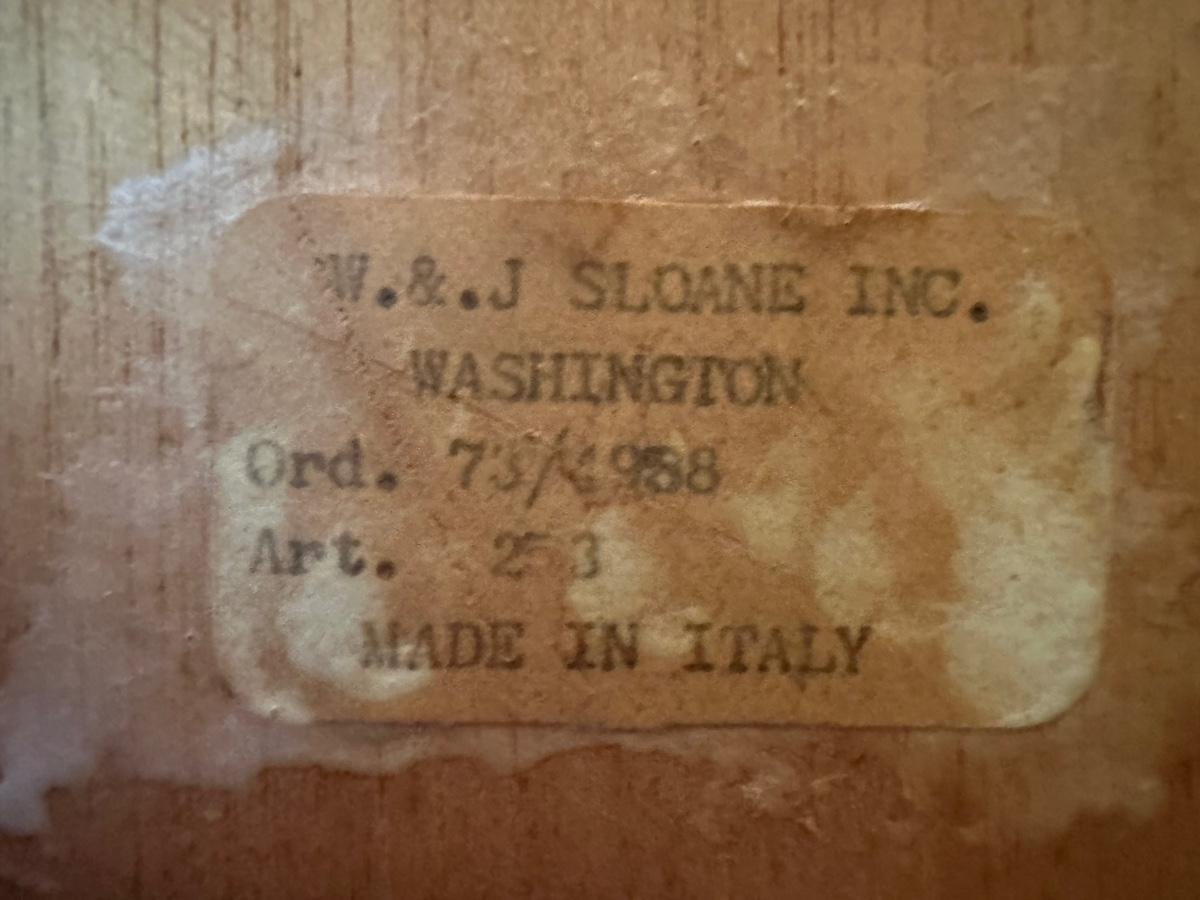 W.&.J SLOANE INC.
WASHINGTON
Ord.
Art.
MADE IN ITALY